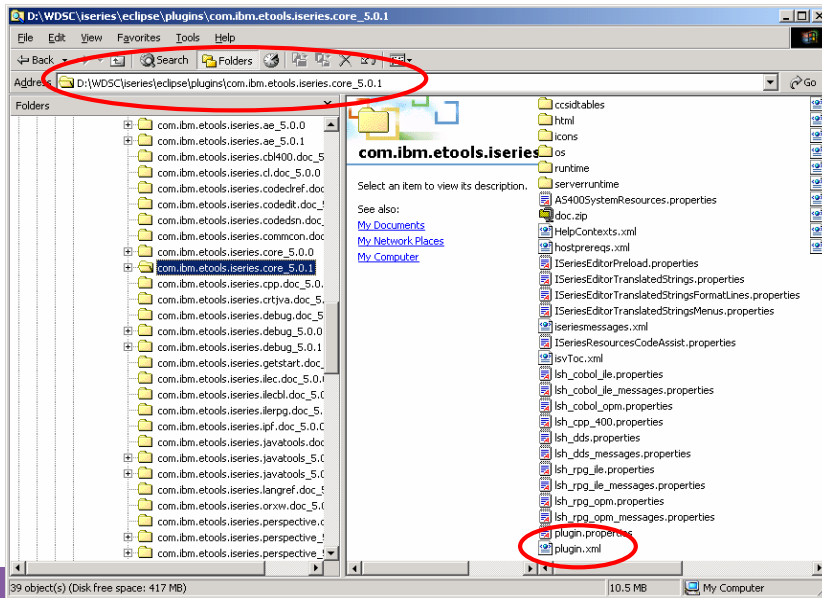 D:\WDSC\iseries\eclipse\plugins\com.ibm.etools.iseries.core_5.0.1
File Edit View Favorites Tools Help
Back Search Folders
Address D:\WDSC\iseries\eclipse\plugins\com.ibm.etools.iseries.core_5.0.1 Go
Folders
com.ibm.etools.iseries.ae_5.0.0
com.ibm.etools.iseries.ae_5.0.1
com.ibm.etools.iseries.cbl400.doc_5
com.ibm.etools.iseries.cl.doc_5.0.0
com.ibm.etools.iseries.codeclref.doc
com.ibm.etools.iseries.codedit.doc_
com.ibm.etools.iseries.codedsn.doc_
com.ibm.etools.iseries.commcon.doc
com.ibm.etools.iseries.core_5.0.0
com.ibm.etools.iseries.core_5.0.1
com.ibm.etools.iseries.cpp.doc_5.0.
com.ibm.etools.iseries.crtjva.doc_5.
com.ibm.etools.iseries.debug.doc_5
com.ibm.etools.iseries.debug_5.0.0
com.ibm.etools.iseries.debug_5.0.1
com.ibm.etools.iseries.getstart.doc_
com.ibm.etools.iseries.ilec.doc_5.0.
com.ibm.etools.iseries.ilecbl.doc_5.0
com.ibm.etools.iseries.ilerpg.doc_5.
com.ibm.etools.iseries.ipf.doc_5.0.0
com.ibm.etools.iseries.javatools.doc
com.ibm.etools.iseries.javatools_5.0
com.ibm.etools.iseries.javatools_5.0
com.ibm.etools.iseries.langref.doc_5
com.ibm.etools.iseries.orxw.doc_5.0
com.ibm.etools.iseries.perspective.d
com.ibm.etools.iseries.perspective_
com.ibm.etools.iseries.perspective_
com.ibm.etools.iseries
Select an item to view its description.
See also:
My Documents
My Network Places
My Computer
ccsidtables
html
icons
os
runtime
serverruntime
AS400SystemResources.properties
doc.zip
HelpContexts.xml
hostprereqs.xml
ISeriesEditorPreload.properties
ISeriesEditorTranslatedStrings.properties
ISeriesEditorTranslatedStringsFormatLines.properties
ISeriesEditorTranslatedStringsMenus.properties
iseriesmessages.xml
ISeriesResourcesCodeAssist.properties
isvToc.xml
lsh_cobol_ile.properties
lsh_cobol_ile_messages.properties
lsh_cobol_opm.properties
lsh_cpp_400.properties
lsh_dds.properties
lsh_dds_messages.properties
lsh_rpg_ile.properties
lsh_rpg_ile_messages.properties
lsh_rpg_opm.properties
lsh_rpg_opm_messages.properties
plugin.properties
plugin.xml
39 object(s) (Disk free space: 417 MB) 10.5 MB My Computer